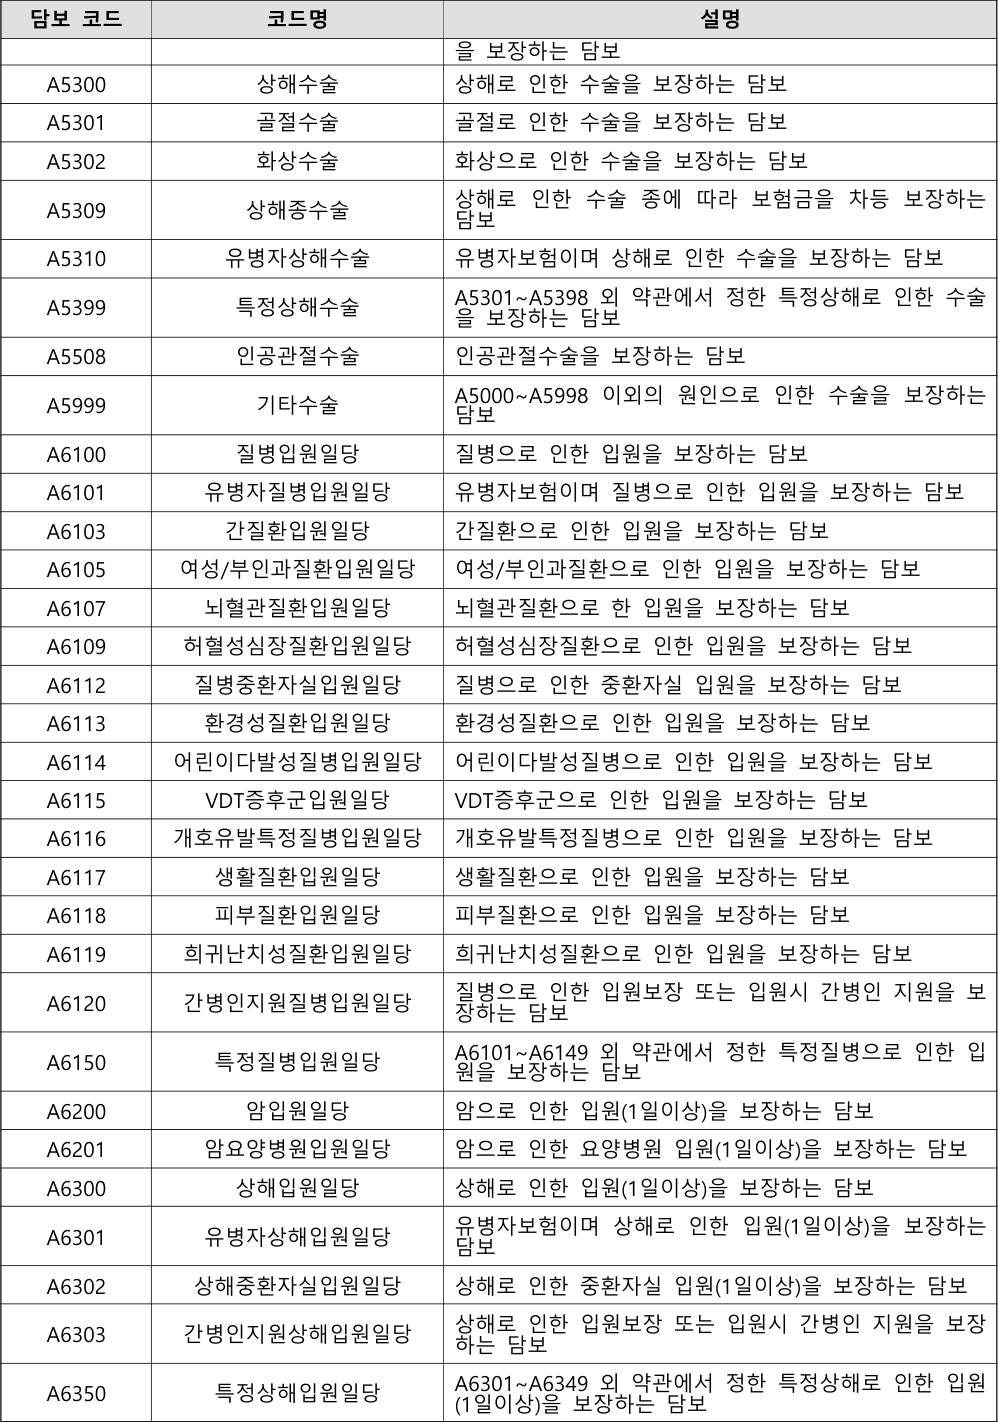 담보 코드 코드명 설명
을 보장하는 담보
A5300 상해수술 상해로 인한 수술을 보장하는 담보
A5301 골절수술 골절로 인한 수술을 보장하는 담보
A5302 화상수술 화상으로 인한 수술을 보장하는 담보
A5309 상해종수술 상해로 인한 수술 종에 따라 보험금을 차등 보장하는
담보
A5310 유병자상해수술 유병자보험이며 상해로 인한 수술을 보장하는 담보
A5399 특정상해수술 A5301~A5398 외 약관에서 정한 특정상해로 인한 수술
을 보장하는 담보
A5508 인공관절수술 인공관절수술을 보장하는 담보
A5999 기타수술 A5000~A5998 이외의 원인으로 인한 수술을 보장하는
담보
A6100 질병입원일당 질병으로 인한 입원을 보장하는 담보
A6101 유병자질병입원일당 유병자보험이며 질병으로 인한 입원을 보장하는 담보
A6103 간질환입원일당 간질환으로 인한 입원을 보장하는 담보
A6105 여성/부인과질환입원일당 여성/부인과질환으로 인한 입원을 보장하는 담보
A6107 뇌혈관질환입원일당 뇌혈관질환으로 한 입원을 보장하는 담보
A6109 허혈성심장질환입원일당 허혈성심장질환으로 인한 입원을 보장하는 담보
A6112 질병중환자실입원일당 질병으로 인한 중환자실 입원을 보장하는 담보
A6113 환경성질환입원일당 환경성질환으로 인한 입원을 보장하는 담보
A6114 어린이다발성질병입원일당 어린이다발성질병으로 인한 입원을 보장하는 담보
A6115 VDT증후군입원일당 VDT증후군으로 인한 입원을 보장하는 담보
A6116 개호유발특정질병입원일당 개호유발특정질병으로 인한 입원을 보장하는 담보
A6117 생활질환입원일당 생활질환으로 인한 입원을 보장하는 담보
A6118 피부질환입원일당 피부질환으로 인한 입원을 보장하는 담보
A6119 희귀난치성질환입원일당 희귀난치성질환으로 인한 입원을 보장하는 담보
A6120 간병인지원질병입원일당 질병으로 인한 입원보장 또는 입원시 간병인 지원을 보
장하는 담보
A6150 특정질병입원일당 A6101~A6149 외 약관에서 정한 특정질병으로 인한 입
원을 보장하는 담보
A6200 암입원일당 암으로 인한 입원(1일이상)을 보장하는 담보
A6201 암요양병원입원일당 암으로 인한 요양병원 입원(1일이상)을 보장하는 담보
A6300 상해입원일당 상해로 인한 입원(1일이상)을 보장하는 담보
A6301 유병자상해입원일당 유병자보험이며 상해로 인한 입원(1일이상)을 보장하는
담보
A6302 상해중환자실입원일당 상해로 인한 중환자실 입원(1일이상)을 보장하는 담보
A6303 간병인지원상해입원일당 상해로 인한 입원보장 또는 입원시 간병인 지원을 보장
하는 담보
A6350 특정상해입원일당 A6301~A6349 외 약관에서 정한 특정상해로 인한 입원
(1일이상)을 보장하는 담보